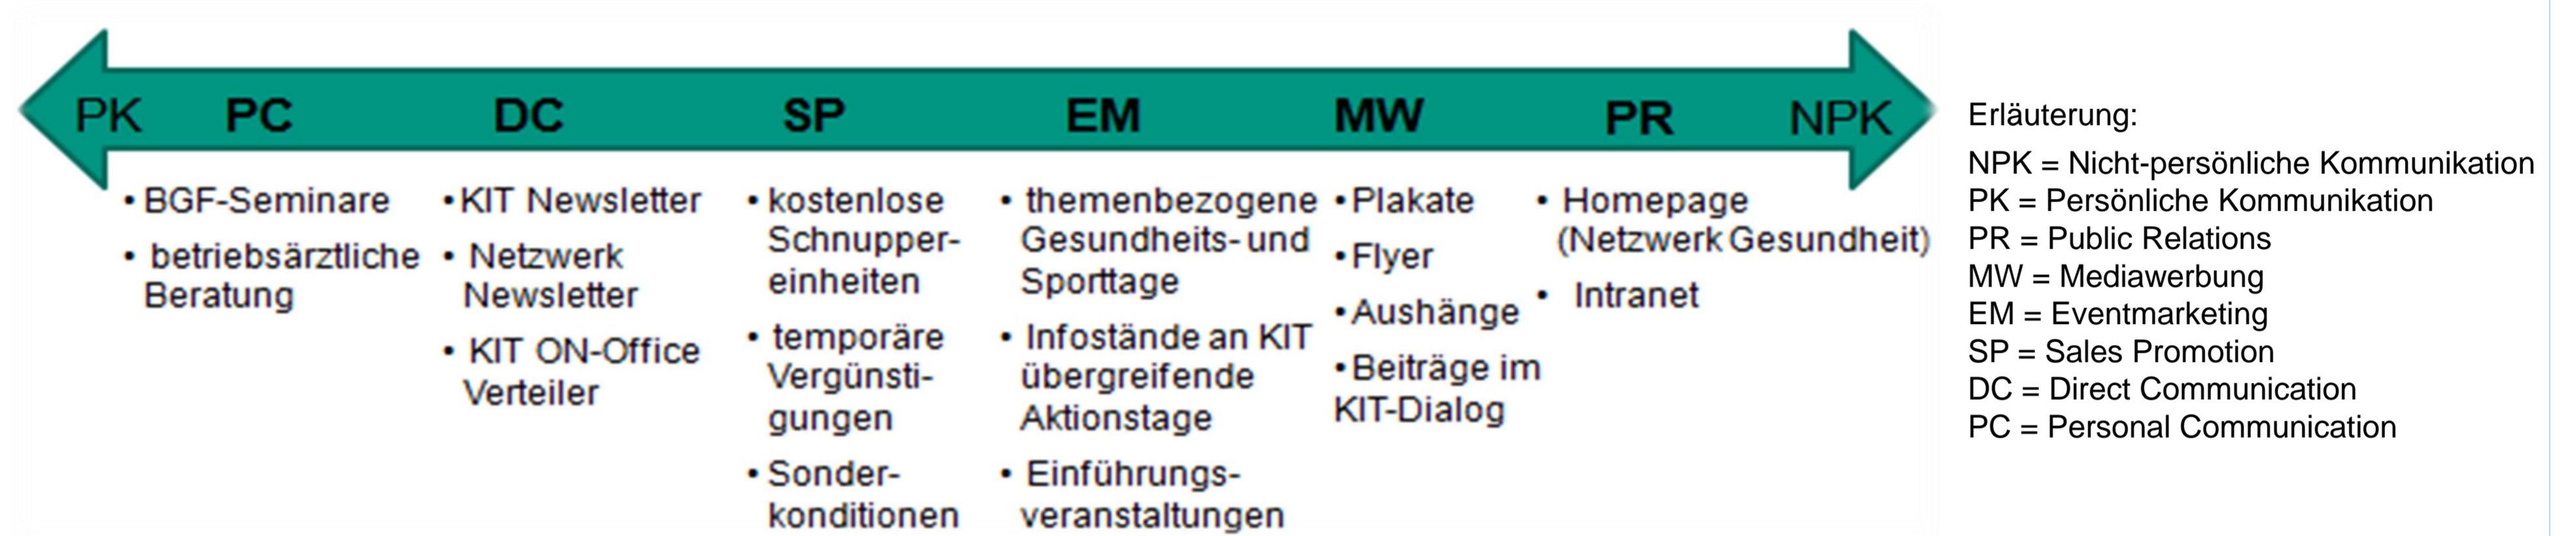 PK PC DC SP EM MW PR NPK
• BGF-Seminare
• betriebsärztliche
Beratung
• KIT Newsletter
• Netzwerk
Newsletter
• KIT ON-Office
Verteiler
• kostenlose
Schnupper-
einheiten
• temporäre
Vergünsti-
gungen
• Sonder-
konditionen
• themenbezogene
Gesundheits- und
Sporttage
• Infostände an KIT
übergreifende
Aktionstage
• Einführungs-
veranstaltungen
• Plakate
• Flyer
• Aushänge
• Beiträge im
KIT-Dialog
• Homepage
(Netzwerk Gesundheit)
• Intranet
Erläuterung:
NPK = Nicht-persönliche Kommunikation
PK = Persönliche Kommunikation
PR = Public Relations
MW = Mediawerbung
EM = Eventmarketing
SP = Sales Promotion
DC = Direct Communication
PC = Personal Communication